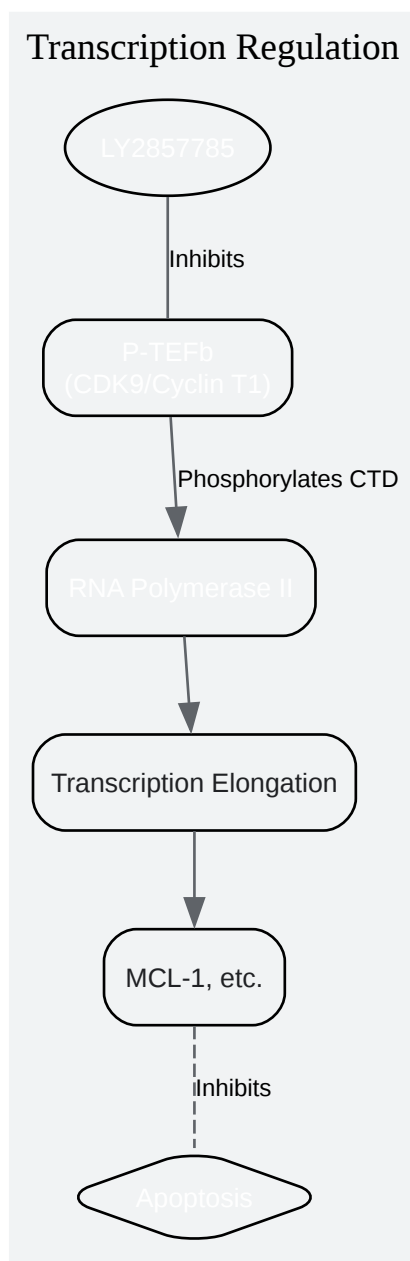 Transcription Regulation
LY2857785
Inhibits
P-TEFb
(CDK9/Cyclin T1)
Phosphorylates CTD
RNA Polymerase II
Transcription Elongation
MCL-1, etc.
Inhibits
Apoptosis